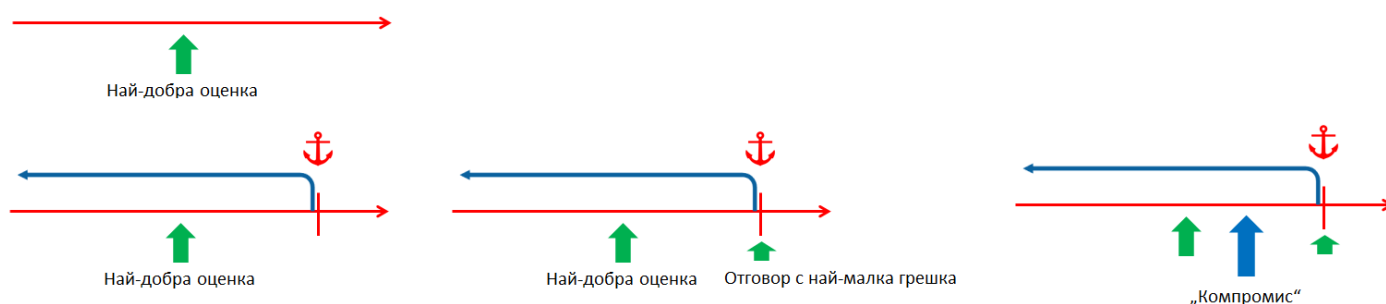 Най-добра оценка
Най-добра оценка
Най-добра оценка
Отговор с най-малка грешка
„Компромис“